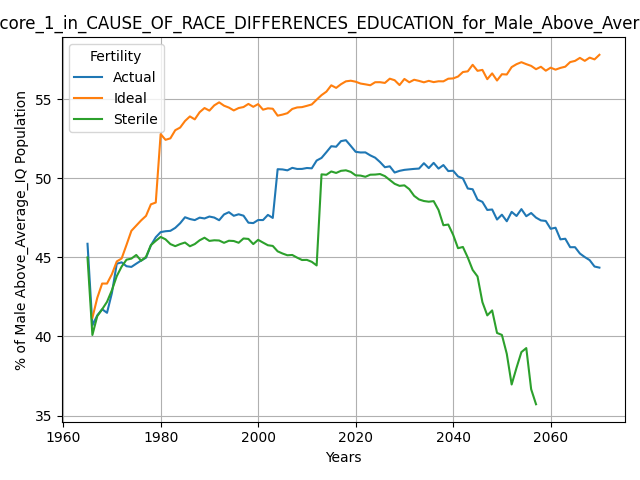 core_1_in_CAUSE_OF_RACE_DIFFERENCES_EDUCATION_for_Male_Above_Aver
Fertility
Actual
Ideal
Sterile
% of Male Above_Average_IQ Population
55
50
45
40
35
1960
1980
2000
2020
2040
2060
Years